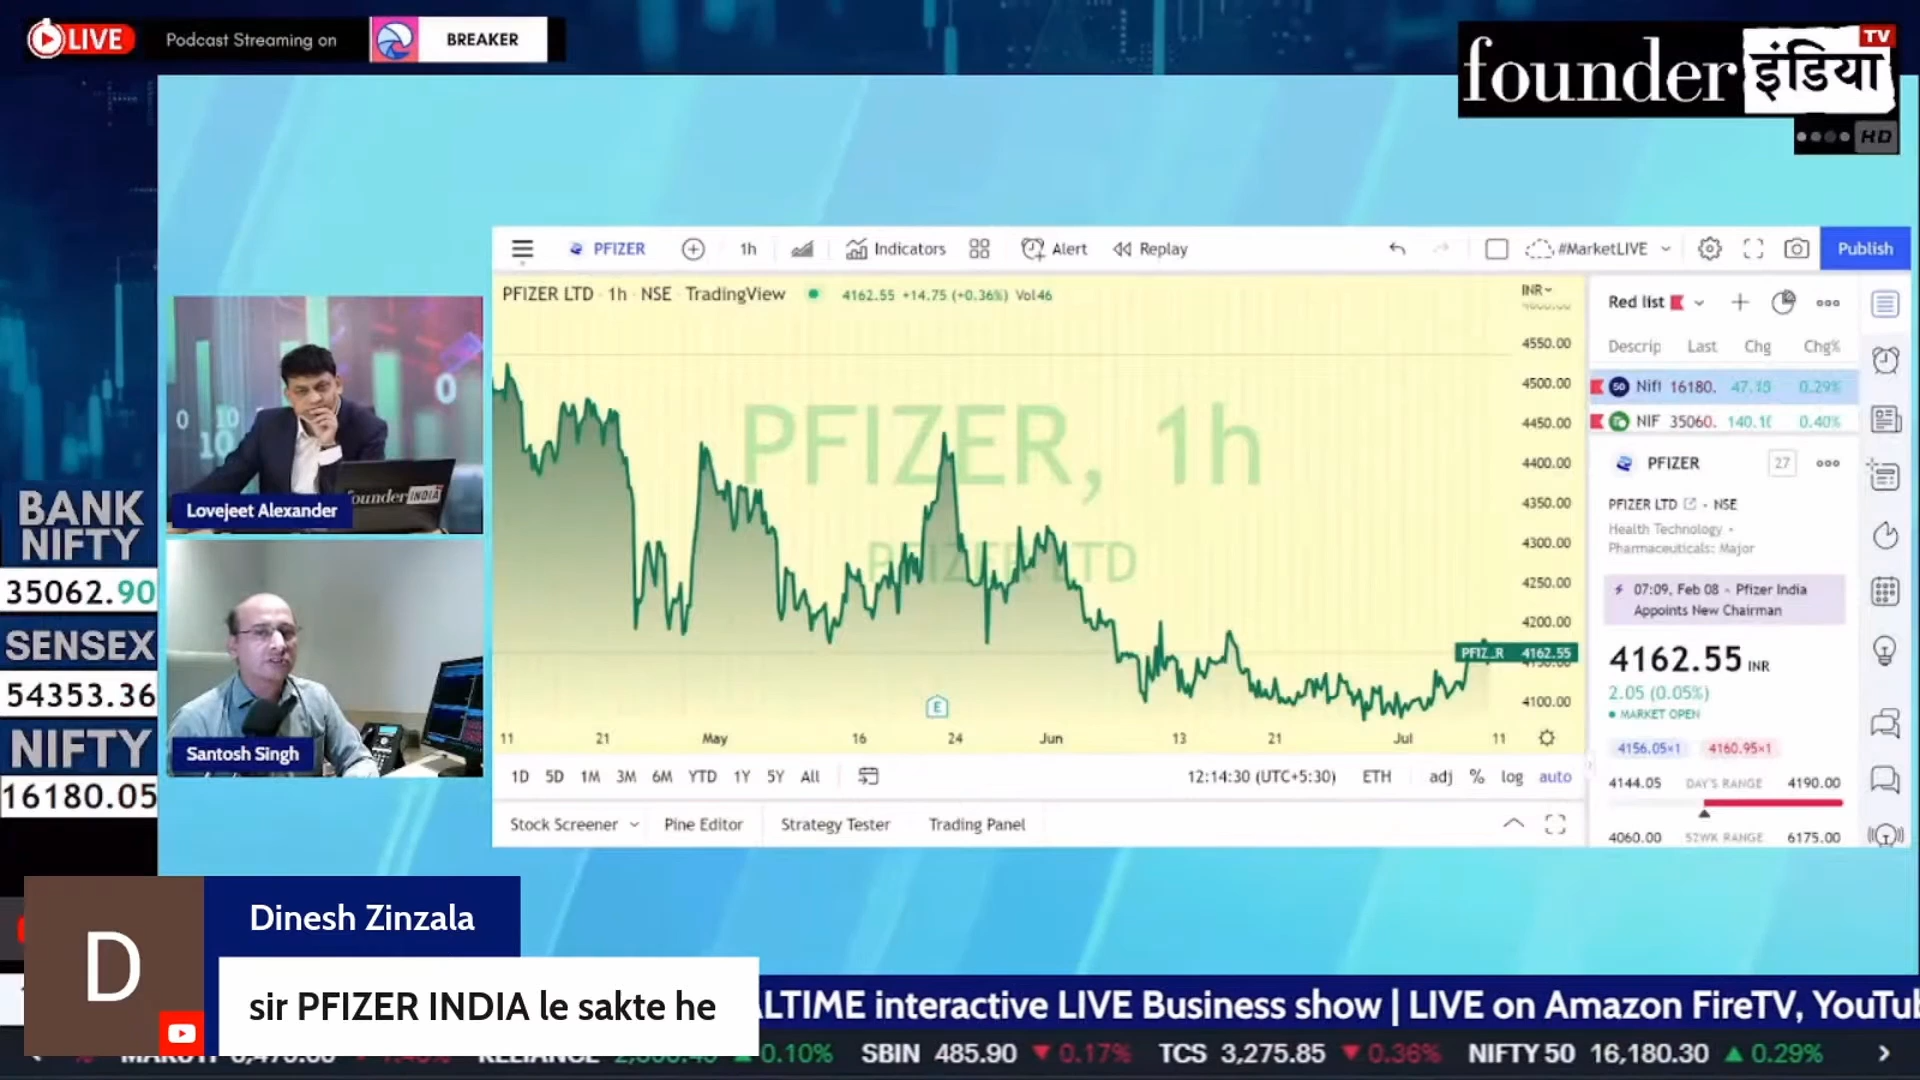 LIVE
Podcast Streaming on
BREAKER
founder इंडिया
TV
HD
PFIZER
1h
Indicators
Alert
Replay
#MarketLIVE
Publish
PFIZER LTD · 1h · NSE · TradingView
4162.55 +14.75 (+0.36%) Vol46
INR
4550.00
4500.00
4450.00
4400.00
4350.00
4300.00
4250.00
4200.00
4100.00
PFIZER, 1h
PFIZER LTD
PFIZ_R 4162.55
E
11 21 May 16 24 Jun 13 21 Jul 11
1D 5D 1M 3M 6M YTD 1Y 5Y All
12:14:30 (UTC+5:30) ETH adj % log auto
Stock Screener Pine Editor Strategy Tester Trading Panel
Red list
Descrip Last Chg Chg%
50 Nif1 16180. 47.15 0.29%
NIF 35060. 140.1( 0.40%
PFIZER 27
PFIZER LTD - NSE
Health Technology •
Pharmaceuticals: Major
07:09, Feb 08 - Pfizer India
Appoints New Chairman
4162.55 INR
2.05 (0.05%)
MARKET OPEN
4156.05×1 4160.95×1
4144.05 DAY'S RANGE 4190.00
4060.00 52WK RANGE 6175.00
founder INDIA
Lovejeet Alexander
Santosh Singh
BANK
NIFTY
35062.90
SENSEX
54353.36
NIFTY
16180.05
D
Dinesh Zinzala
sir PFIZER INDIA le sakte he
LTIME interactive LIVE Business show | LIVE on Amazon FireTV, YouTub
0.10% SBIN 485.90 ▼ 0.17% TCS 3,275.85 ▼ 0.36% NIFTY 50 16,180.30 ▲ 0.29%